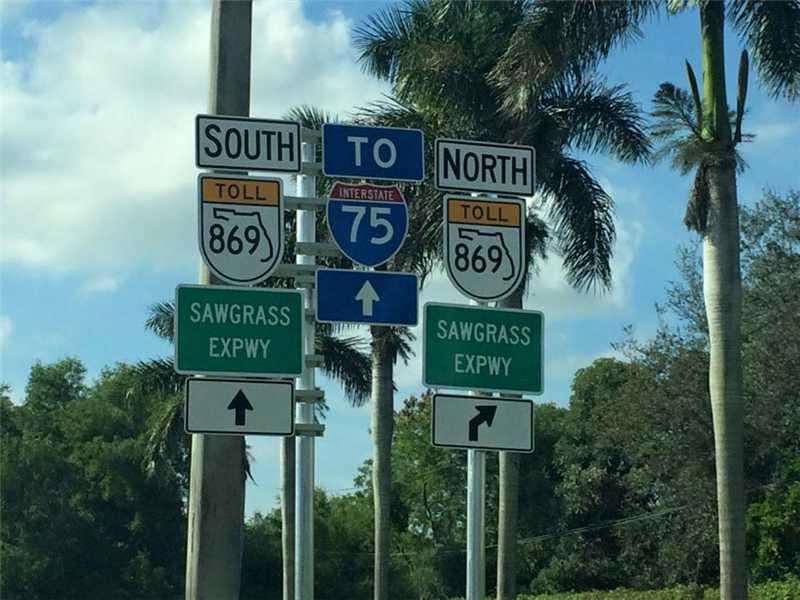 SOUTH
TOLL
869
SAWGRASS
EXPWY
TO
INTERSTATE
75
NORTH
TOLL
869
SAWGRASS
EXPWY